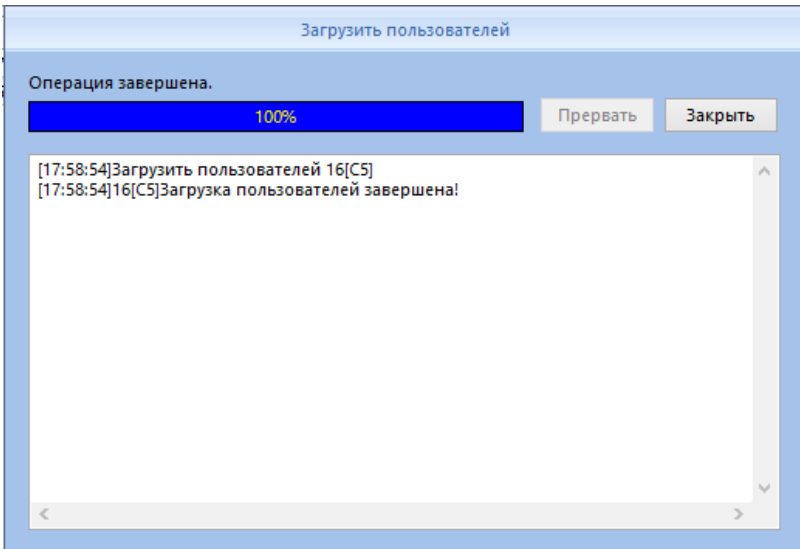 Загрузить пользователей
Операция завершена.
100%
Прервать
Закрыть
[17:58:54]Загрузить пользователей 16[C5]
[17:58:54]16[C5]Загрузка пользователей завершена!